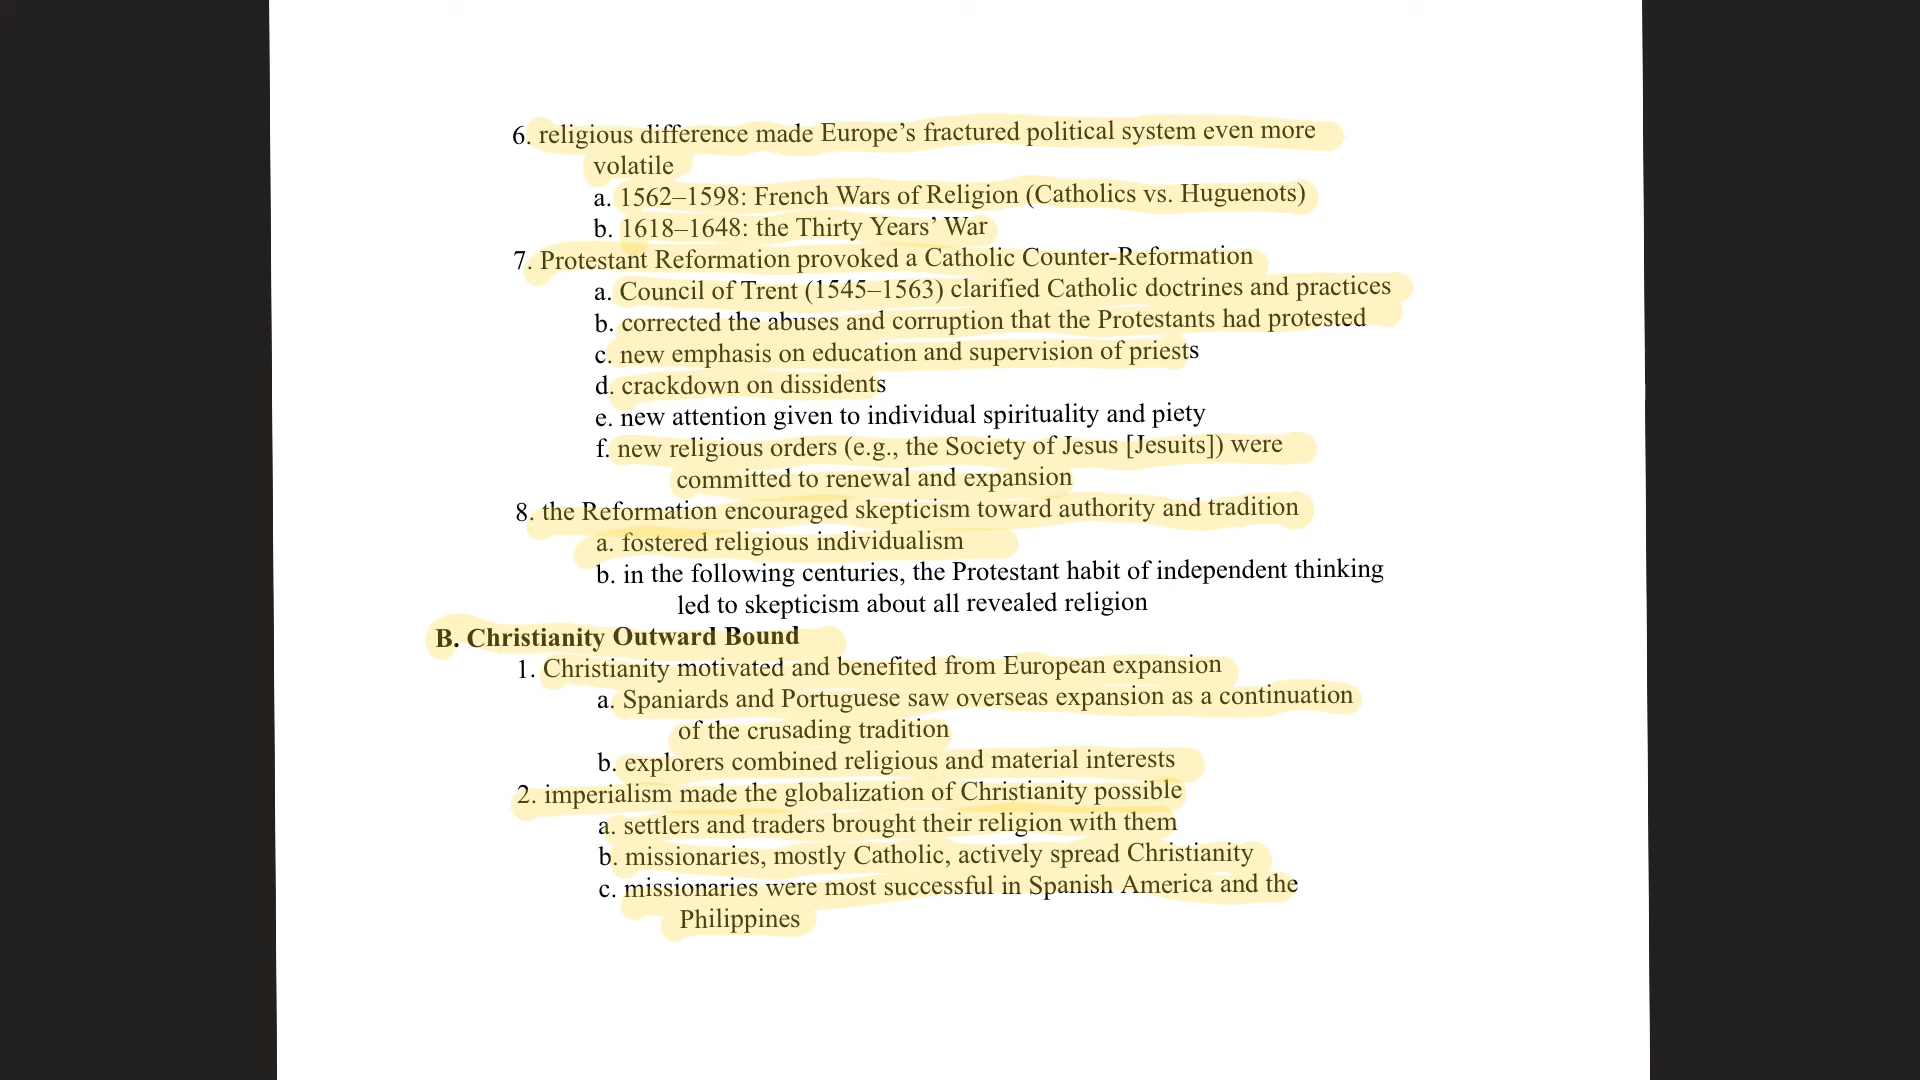 6. religious difference made Europe’s fractured political system even more
volatile
a. 1562–1598: French Wars of Religion (Catholics vs. Huguenots)
b. 1618–1648: the Thirty Years’ War
7. Protestant Reformation provoked a Catholic Counter-Reformation
a. Council of Trent (1545–1563) clarified Catholic doctrines and practices
b. corrected the abuses and corruption that the Protestants had protested
c. new emphasis on education and supervision of priests
d. crackdown on dissidents
e. new attention given to individual spirituality and piety
f. new religious orders (e.g., the Society of Jesus [Jesuits]) were
committed to renewal and expansion
8. the Reformation encouraged skepticism toward authority and tradition
a. fostered religious individualism
b. in the following centuries, the Protestant habit of independent thinking
led to skepticism about all revealed religion
B. Christianity Outward Bound
1. Christianity motivated and benefited from European expansion
a. Spaniards and Portuguese saw overseas expansion as a continuation
of the crusading tradition
b. explorers combined religious and material interests
2. imperialism made the globalization of Christianity possible
a. settlers and traders brought their religion with them
b. missionaries, mostly Catholic, actively spread Christianity
c. missionaries were most successful in Spanish America and the
Philippines